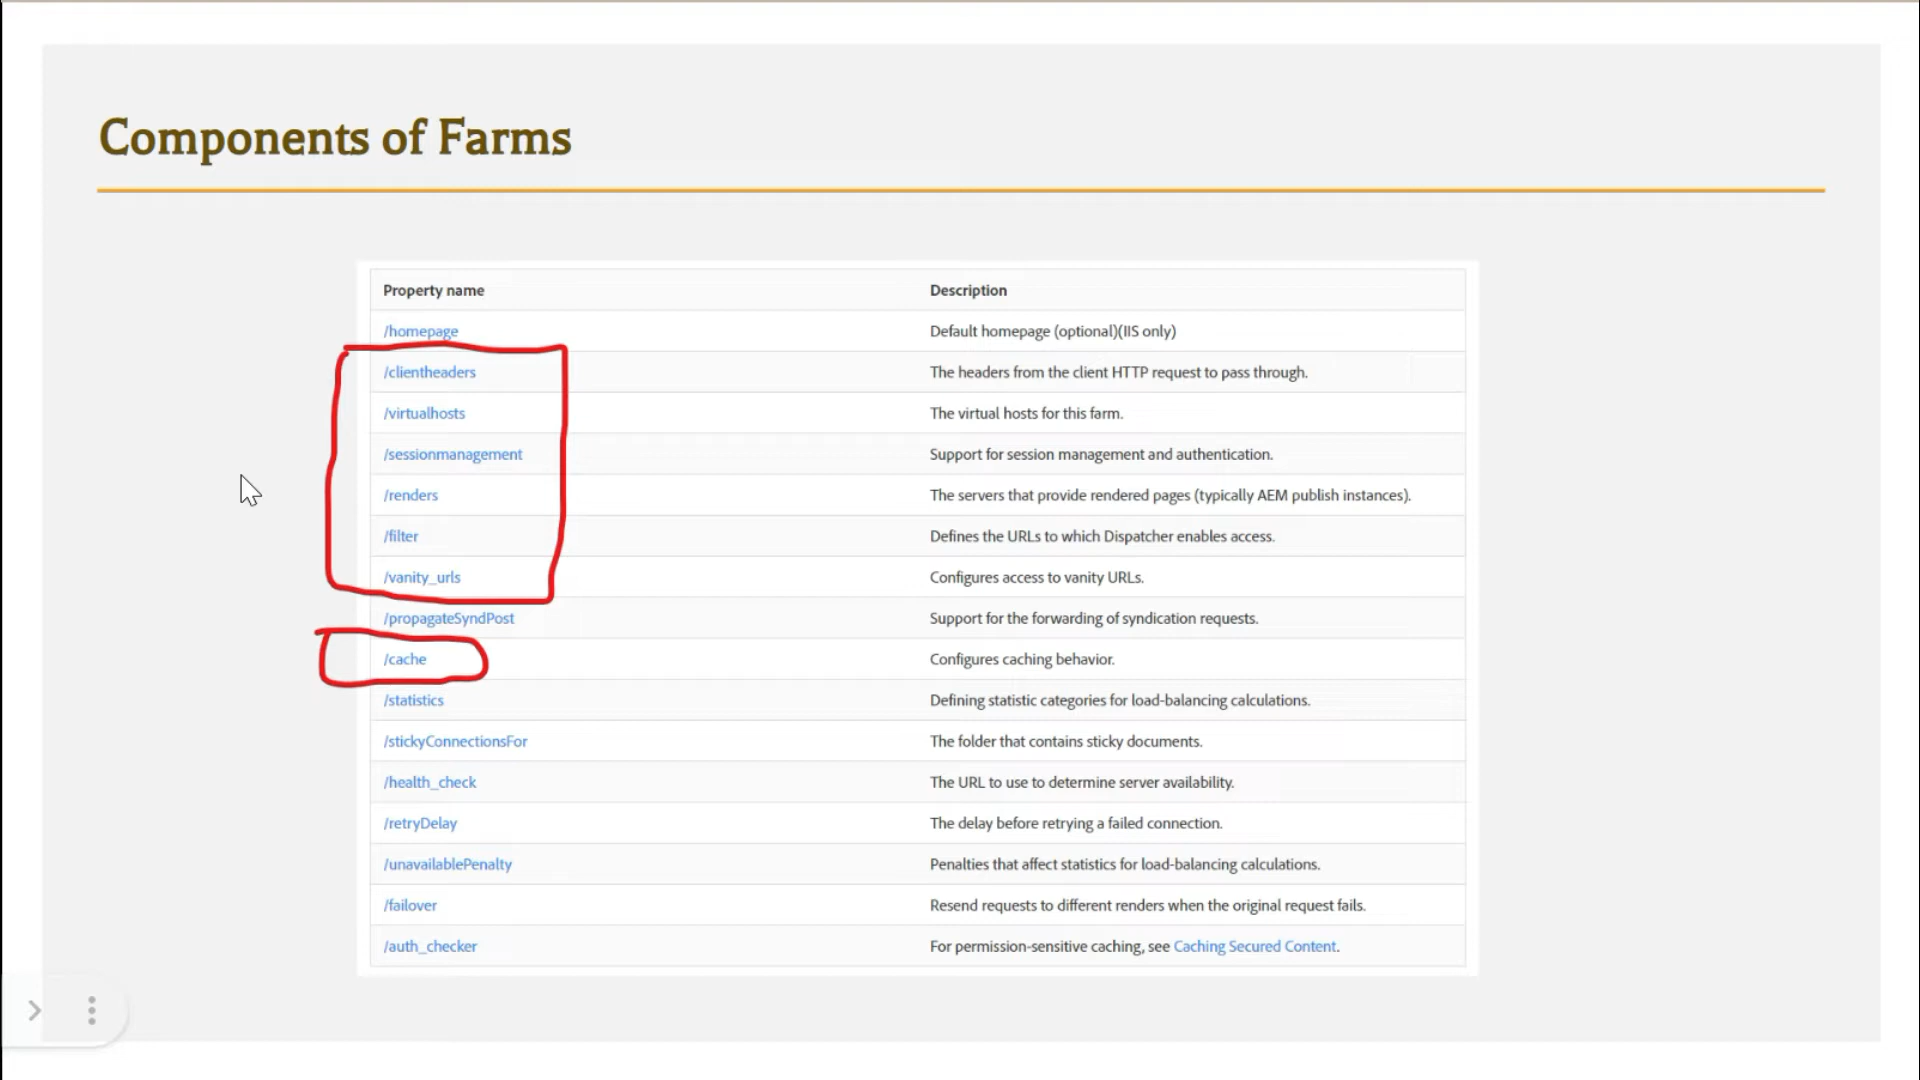 Components of Farms
Property name Description
/homepage Default homepage (optional)(IIS only)
/clientheaders The headers from the client HTTP request to pass through.
/virtualhosts The virtual hosts for this farm.
/sessionmanagement Support for session management and authentication.
/renders The servers that provide rendered pages (typically AEM publish instances).
/filter Defines the URLs to which Dispatcher enables access.
/vanity_urls Configures access to vanity URLs.
/propagateSyndPost Support for the forwarding of syndication requests.
/cache Configures caching behavior.
/statistics Defining statistic categories for load-balancing calculations.
/stickyConnectionsFor The folder that contains sticky documents.
/health_check The URL to use to determine server availability.
/retryDelay The delay before retrying a failed connection.
/unavailablePenalty Penalties that affect statistics for load-balancing calculations.
/failover Resend requests to different renders when the original request fails.
/auth_checker For permission-sensitive caching, see Caching Secured Content.